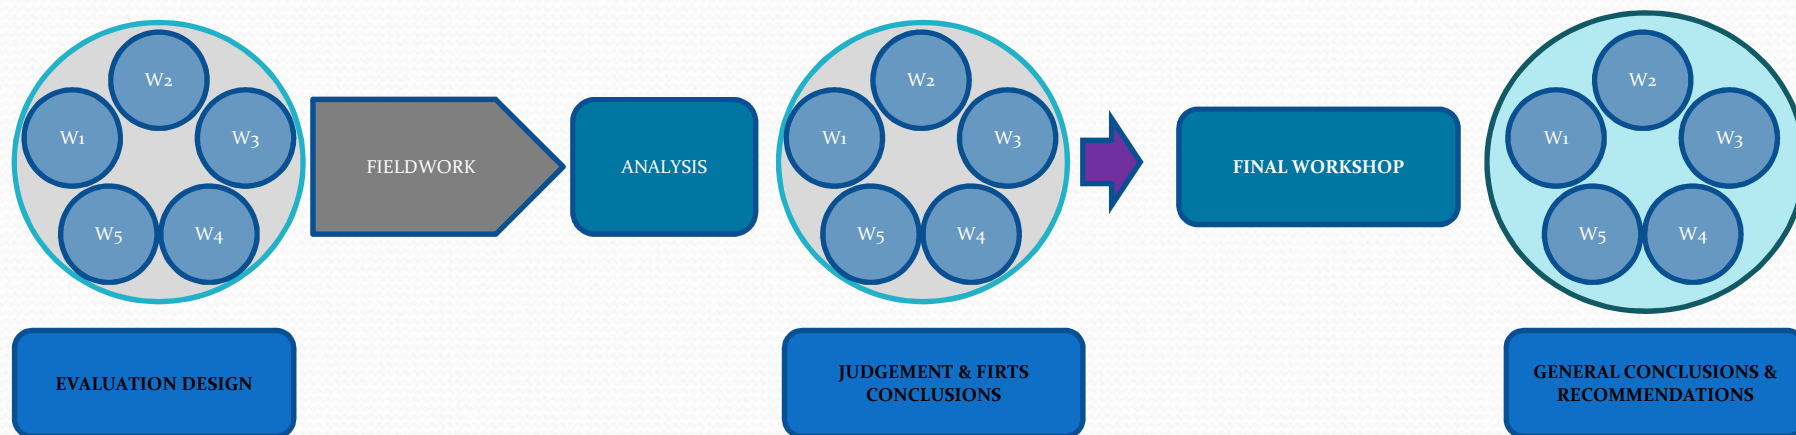 W2
W1
W3
W5
W4
FIELDWORK
ANALYSIS
W2
W1
W3
W5
W4
FINAL WORKSHOP
W2
W1
W3
W5
W4
EVALUATION DESIGN
JUDGEMENT & FIRTS
CONCLUSIONS
GENERAL CONCLUSIONS &
RECOMMENDATIONS